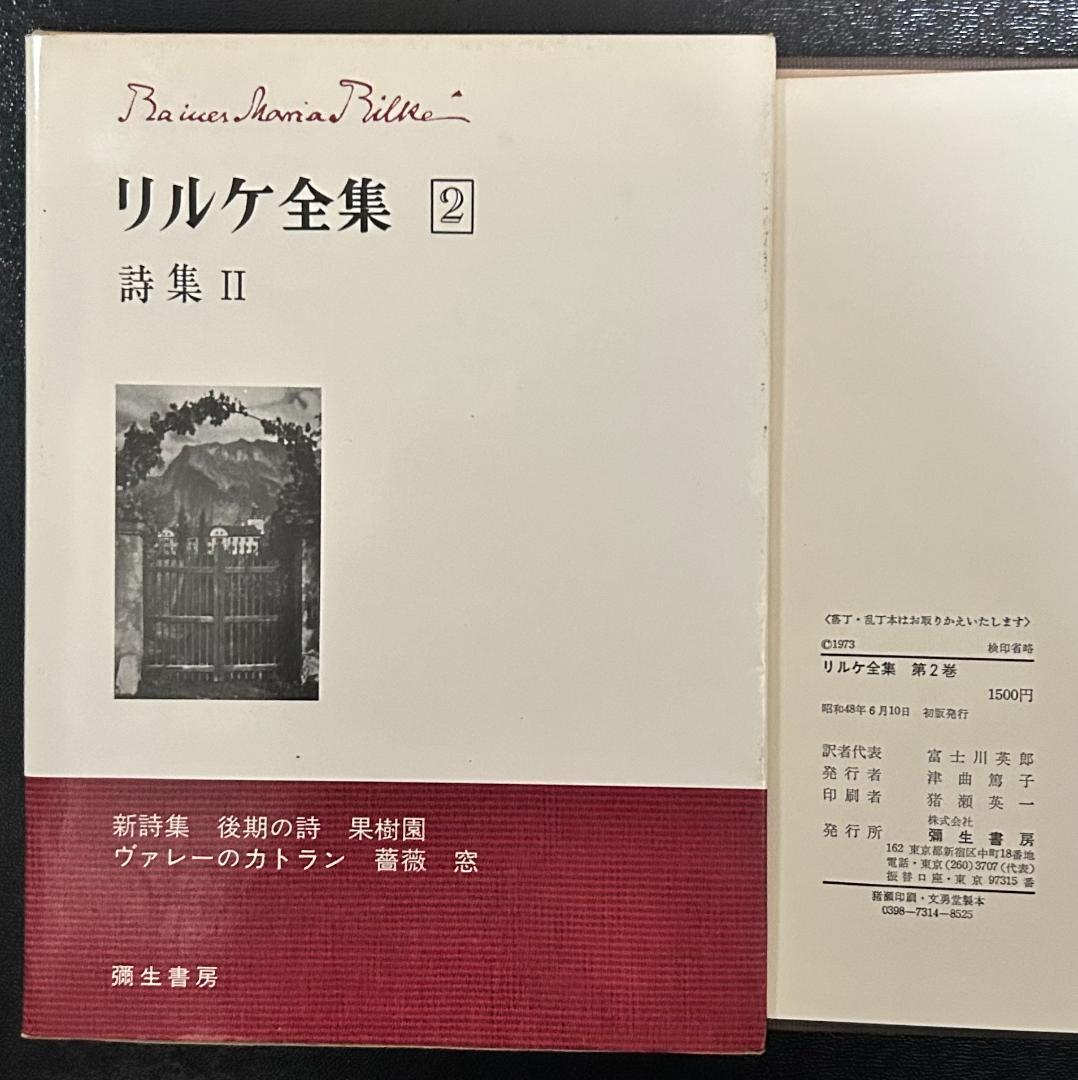 Rainer Maria Rilke
リルケ全集 2
詩集 II
新詩集 後期の詩 果樹園
ヴァレーのカトラン 薔薇 窓
彌生書房
〈落丁・乱丁本はお取りかえいたします〉
©1973 検印省略
リルケ全集 第2巻
1500円
昭和48年6月10日 初版発行
訳者代表 富士川英郎
発行者 津曲篤子
印刷者 猪瀬英一
株式会社
発行所 彌生書房
162 東京都新宿区中町18番地
電話・東京(260)3707(代表)
振替口座・東京 97315 番
猪瀬印刷・文勇堂製本
0398—7314—8525